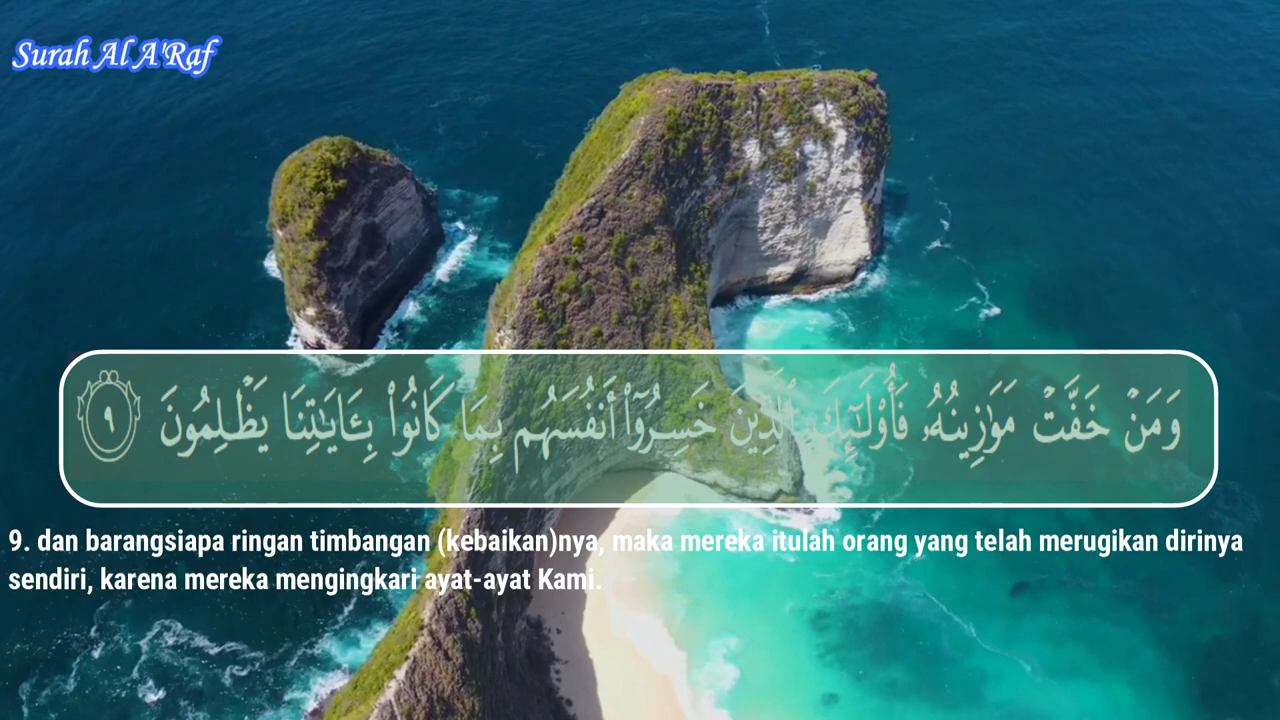 Surah Al A'Raf
وَمَنْ خَفَّتْ مَوَٰزِينُهُۥ فَأُو۟لَـٰٓئِكَ ٱلَّذِينَ خَسِرُوٓا۟ أَنفُسَهُم بِمَا كَانُوا۟ بِـَٔايَـٰتِنَا يَظْلِمُونَ ٩
9. dan barangsiapa ringan timbangan (kebaikan)nya, maka mereka itulah orang yang telah merugikan dirinya
sendiri, karena mereka mengingkari ayat-ayat Kami.